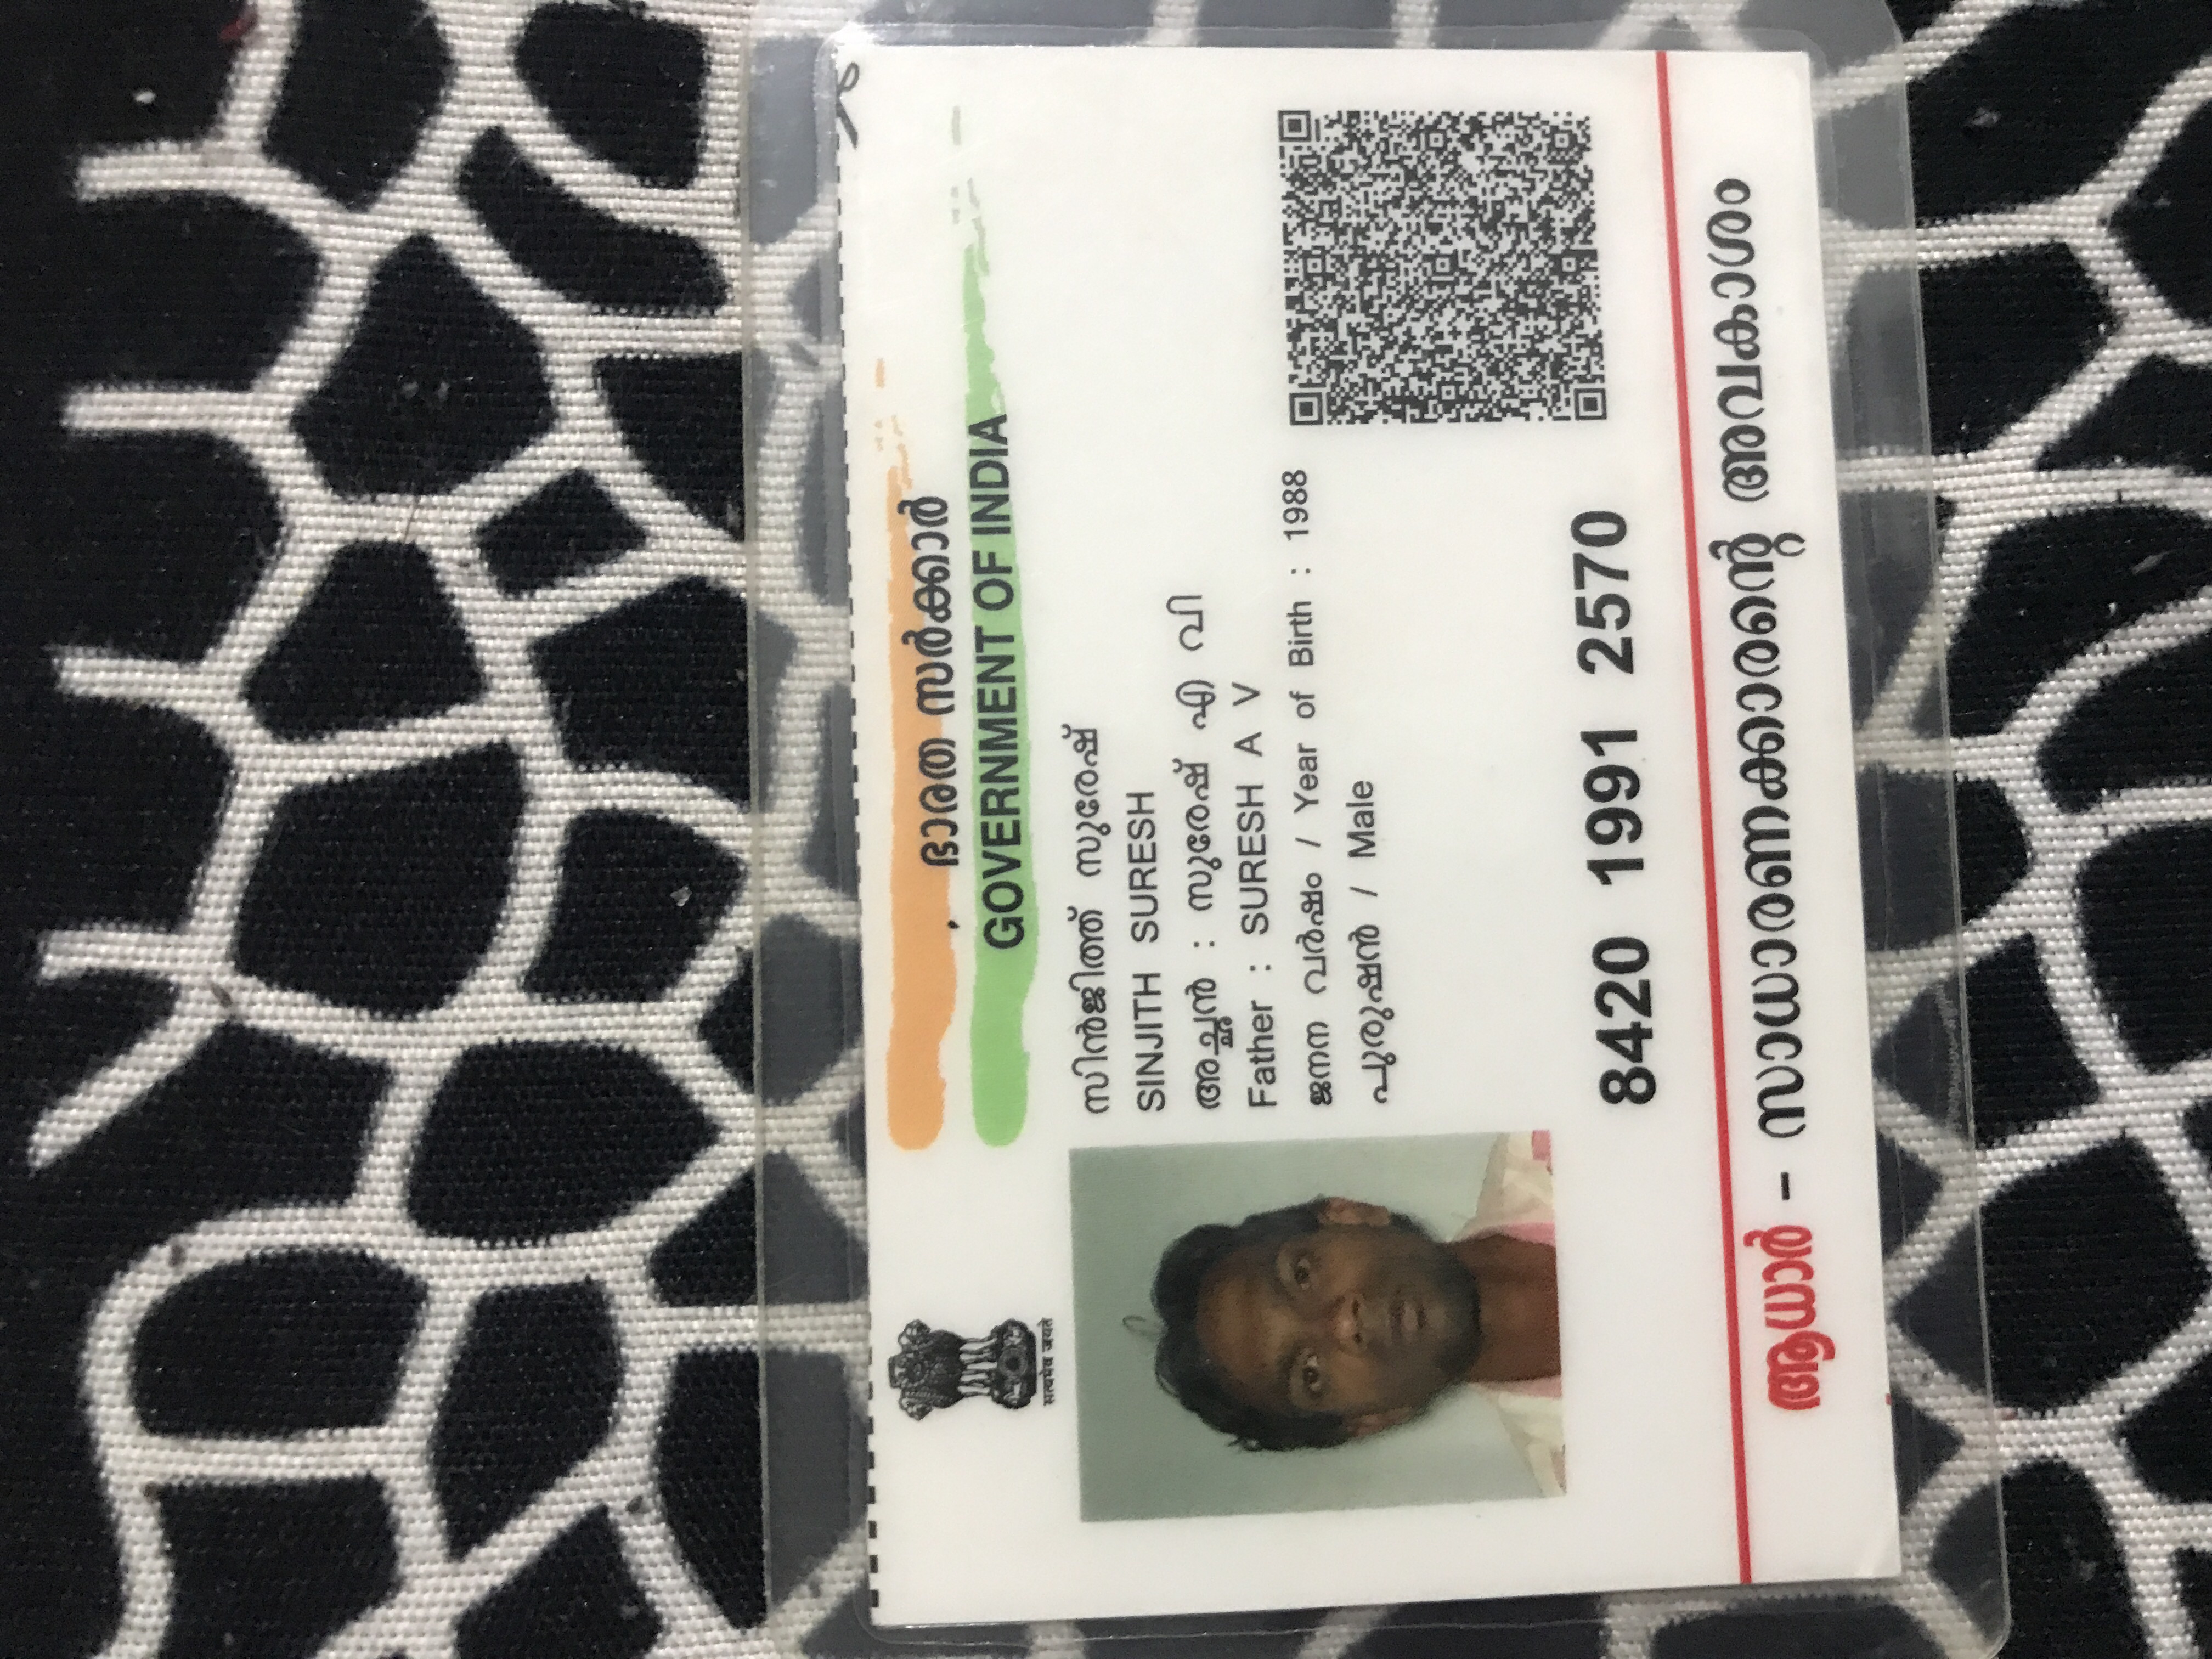 ഭാരത സർക്കാർ
GOVERNMENT OF INDIA
सत्यमेव जयते
സിൻജിത്ത് സുരേഷ്
SINJITH SURESH
അച്ഛൻ : സുരേഷ് എ വി
Father : SURESH A V
ജനന വർഷം / Year of Birth : 1988
പുരുഷൻ / Male
8420 1991 2570
ആധാർ – സാധാരണക്കാരന്റെ അവകാശം